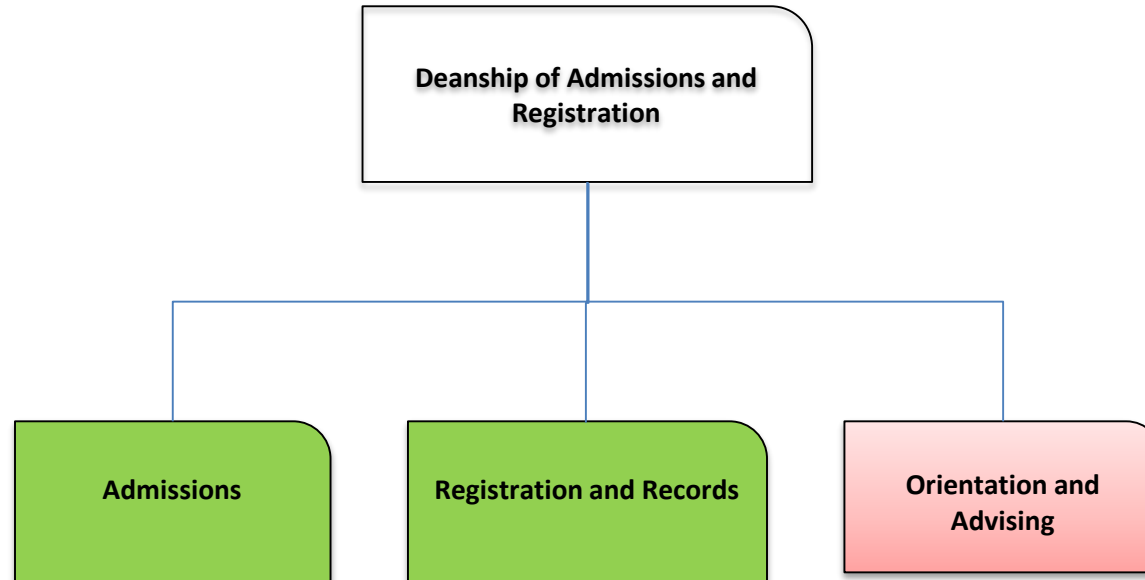 Deanship of Admissions and
Registration
Admissions
Registration and Records
Orientation and
Advising